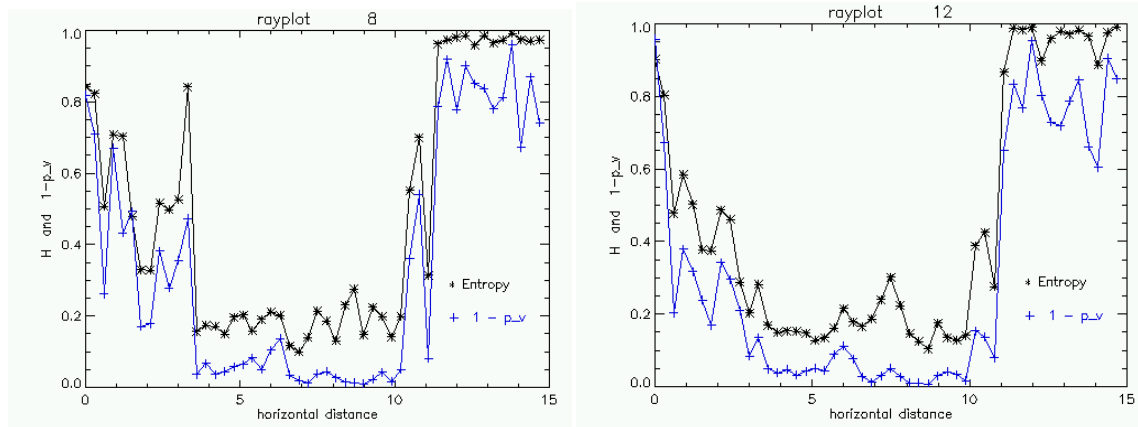 rayplot 8
1.0
0.8
0.6
0.4
0.2
0.0
H and 1-p_v
* Entropy
+ 1 - p_v
0 5 10 15
horizontal distance
rayplot 12
1.0
0.8
0.6
0.4
0.2
0.0
H and 1-p_v
* Entropy
+ 1 - p_v
0 5 10 15
horizontal distance